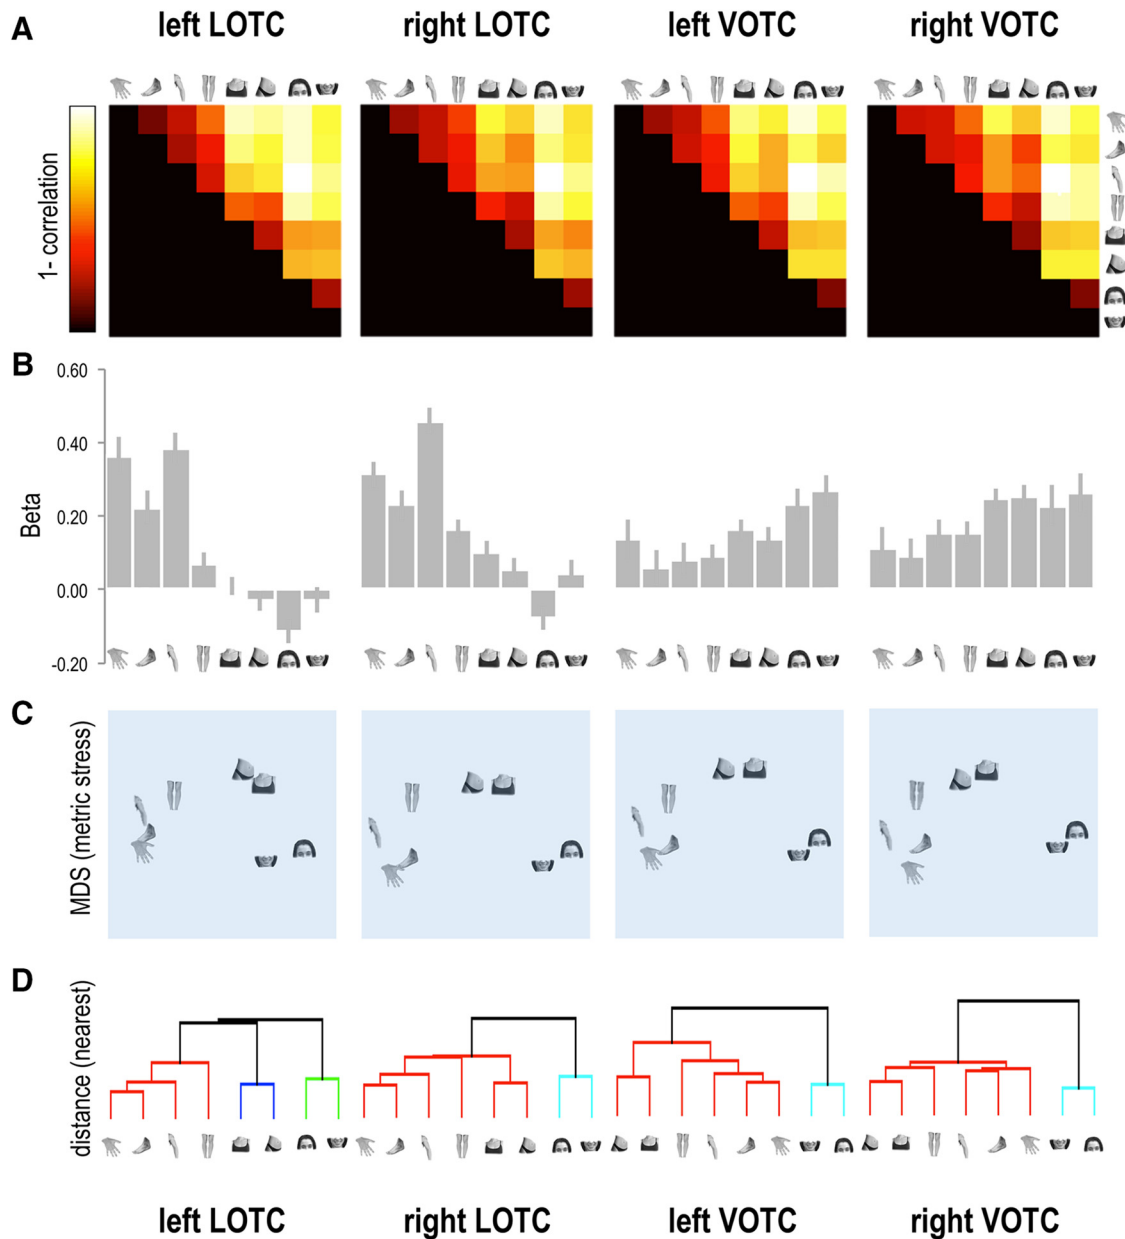 A
left LOTC right LOTC left VOTC right VOTC
1- correlation
B
0.60
0.40
0.20
0.00
-0.20
Beta
C
MDS (metric stress)
D
distance (nearest)
left LOTC right LOTC left VOTC right VOTC